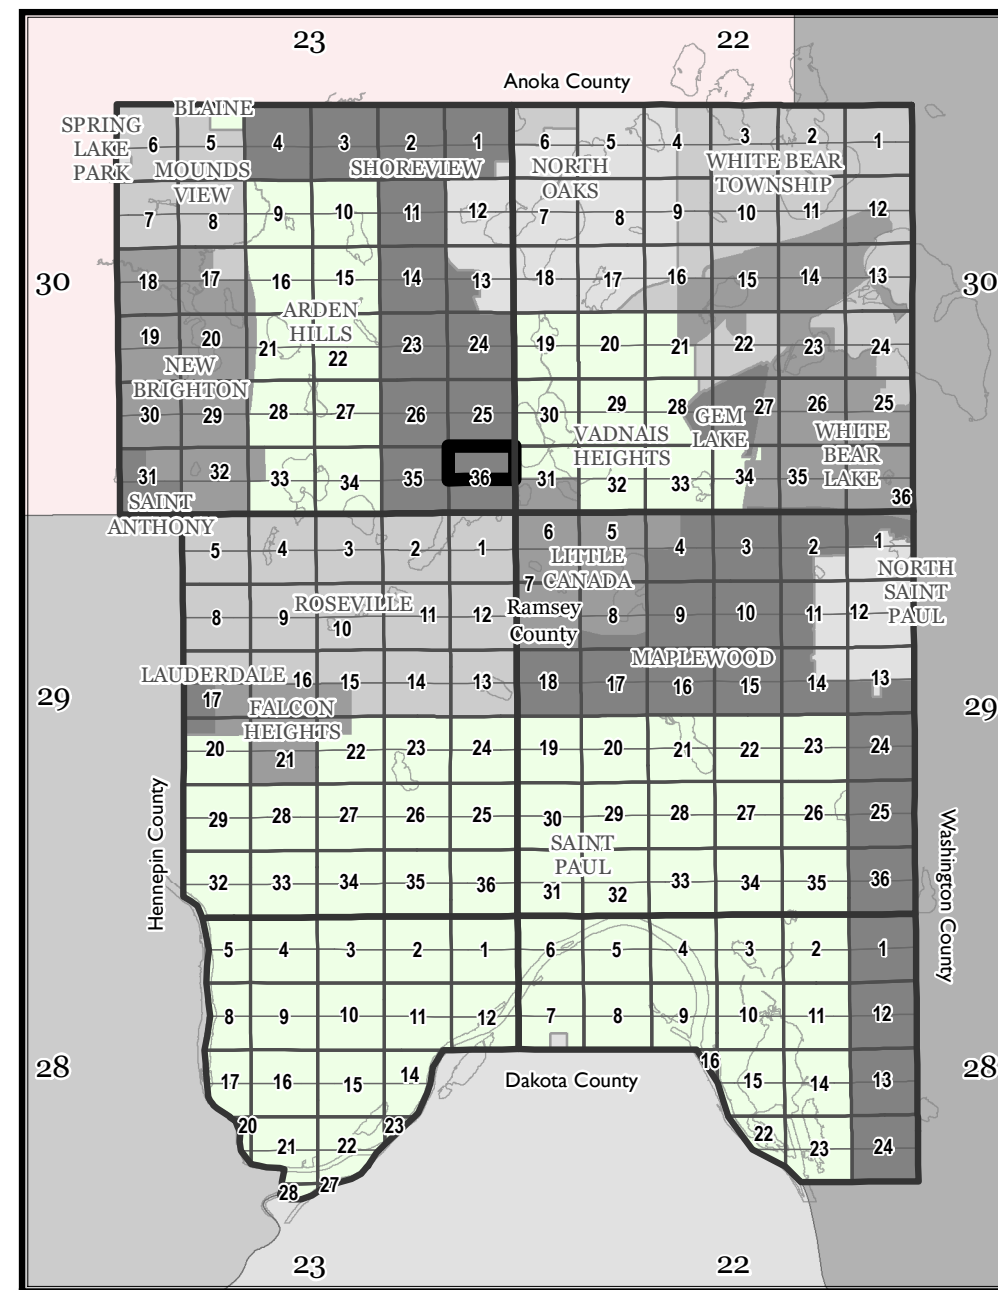 23 22
Anoka County
BLAINE
SPRING
LAKE
PARK
6 5 4 3 2 1 6 5 4 3 2 1
MOUNDS
VIEW
SHOREVIEW
NORTH
OAKS
WHITE BEAR
TOWNSHIP
7 8 9 10 11 12 7 8 9 10 11 12
30 18 17 16 15 14 13 18 17 16 15 14 13 30
ARDEN
HILLS
19 20 21 22 23 24 19 20 21 22 23 24
NEW
BRIGHTON
30 29 28 27 26 25 30 29 28 27 26 25
GEM
LAKE
VADNAIS
HEIGHTS
WHITE
BEAR
LAKE
31 32 33 34 35 36 31 32 33 34 35 36
SAINT
ANTHONY
5 4 3 2 1 6 5 4 3 2 1
LITTLE
CANADA
NORTH
SAINT
PAUL
8 9 10 11 12 7 8 9 10 11 12
ROSEVILLE
Ramsey
County
MAPLEWOOD
LAUDERDALE
29 17 16 15 14 13 18 17 16 15 14 13 29
FALCON
HEIGHTS
20 21 22 23 24 19 20 21 22 23 24
Hennepin County
Washington County
29 28 27 26 25 30 29 28 27 26 25
SAINT
PAUL
32 33 34 35 36 31 32 33 34 35 36
5 4 3 2 1 6 5 4 3 2 1
8 9 10 11 12 7 8 9 10 11 12
28 17 16 15 14 16 15 14 13 28
Dakota County
20 21 22 23 22 23 24
28 27
23 22